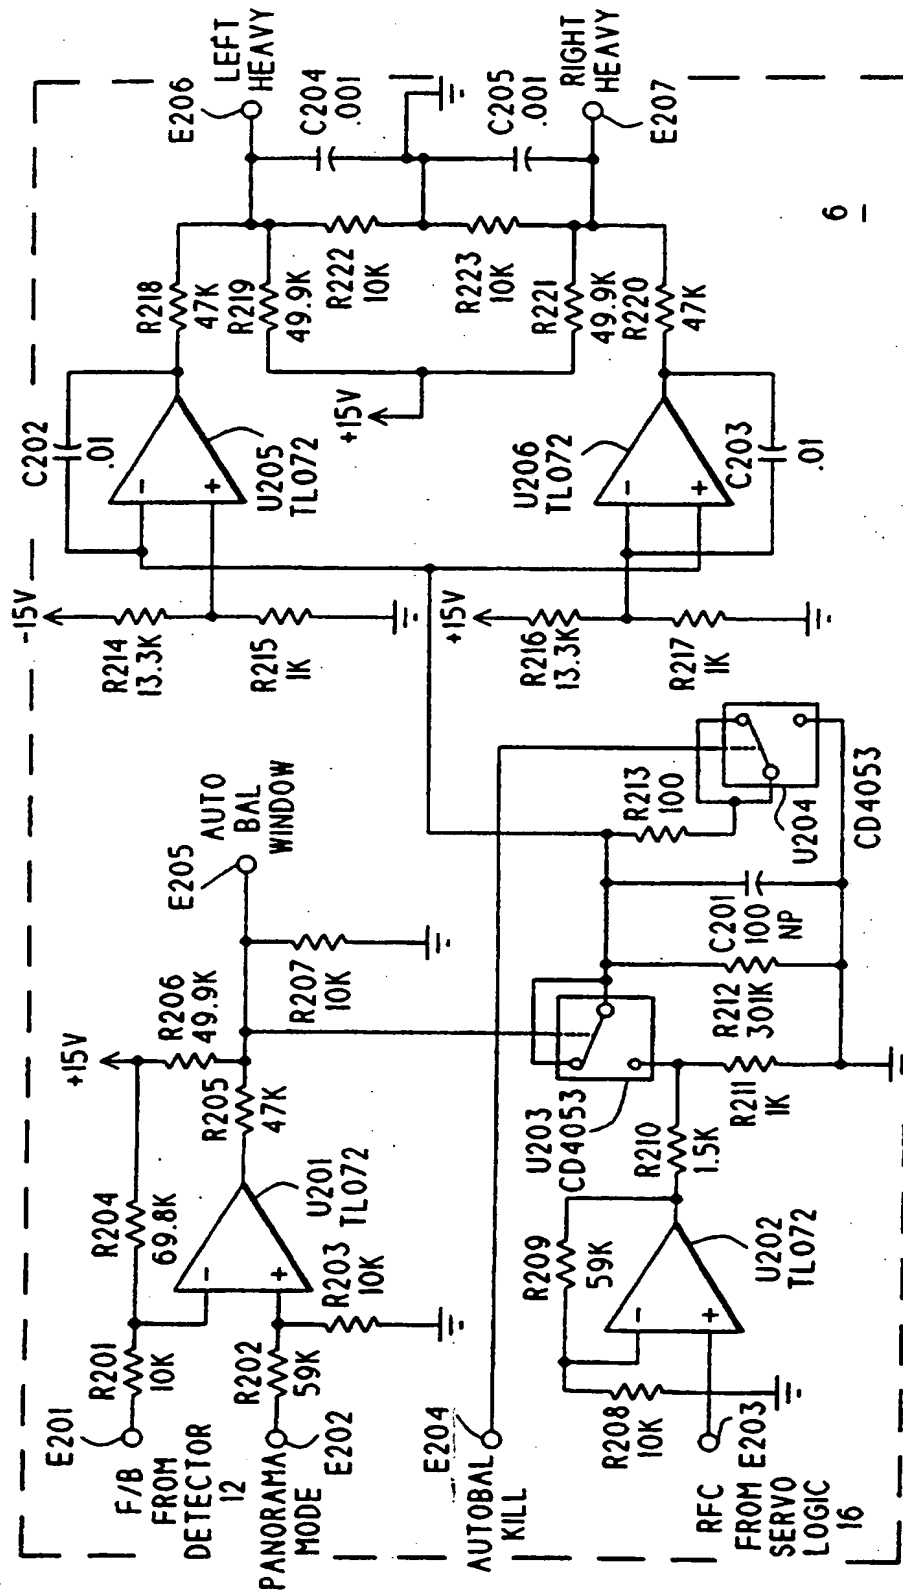 E201
F/B
FROM
DETECTOR
12
R201
10K
R204
69.8K
+15V
R206
49.9K
E205
AUTO
BAL
WINDOW
R205
47K
U201
TL072
-
+
R203
10K
R202
59K
PANORAMA
MODE
E202
R207
10K
E204
AUTOBAL
KILL
RFC
FROM
SERVO
LOGIC
16
E203
R208
10K
R209
59K
-
+
U202
TL072
R210
1.5K
U203
CD4053
R211
1K
R212
301K
C201
100
NP
R213
100
U204
CD4053
-15V
R214
13.3K
R215
1K
C202
.01
-
+
U205
TL072
R218
47K
R219
49.9K
+15V
R222
10K
R223
10K
R221
49.9K
R220
47K
+15V
R216
13.3K
R217
1K
-
+
U206
TL072
C203
.01
E206
LEFT
HEAVY
C204
.001
C205
.001
RIGHT
HEAVY
E207
6